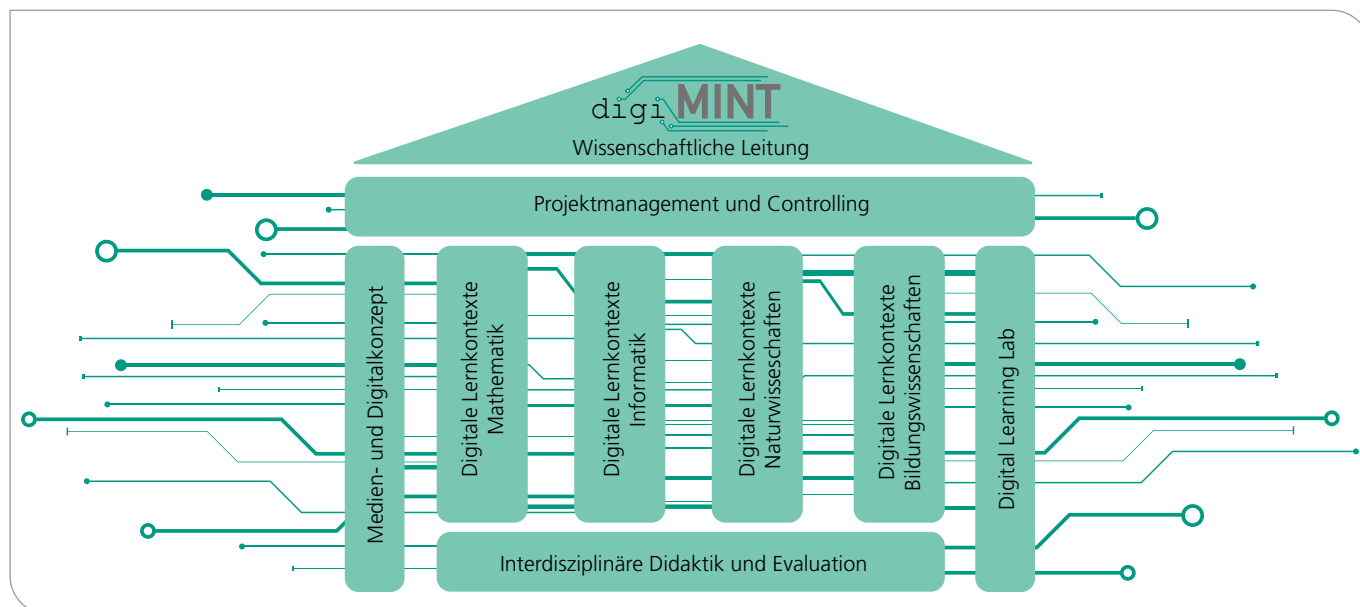 digi MINT
Wissenschaftliche Leitung
Projektmanagement und Controlling
Medien- und Digitalkonzept
Digitale Lernkontexte
Mathematik
Digitale Lernkontexte
Informatik
Digitale Lernkontexte
Naturwisseschaften
Digitale Lernkontexte
Bildungswissenschaften
Digital Learning Lab
Interdisziplinäre Didaktik und Evaluation